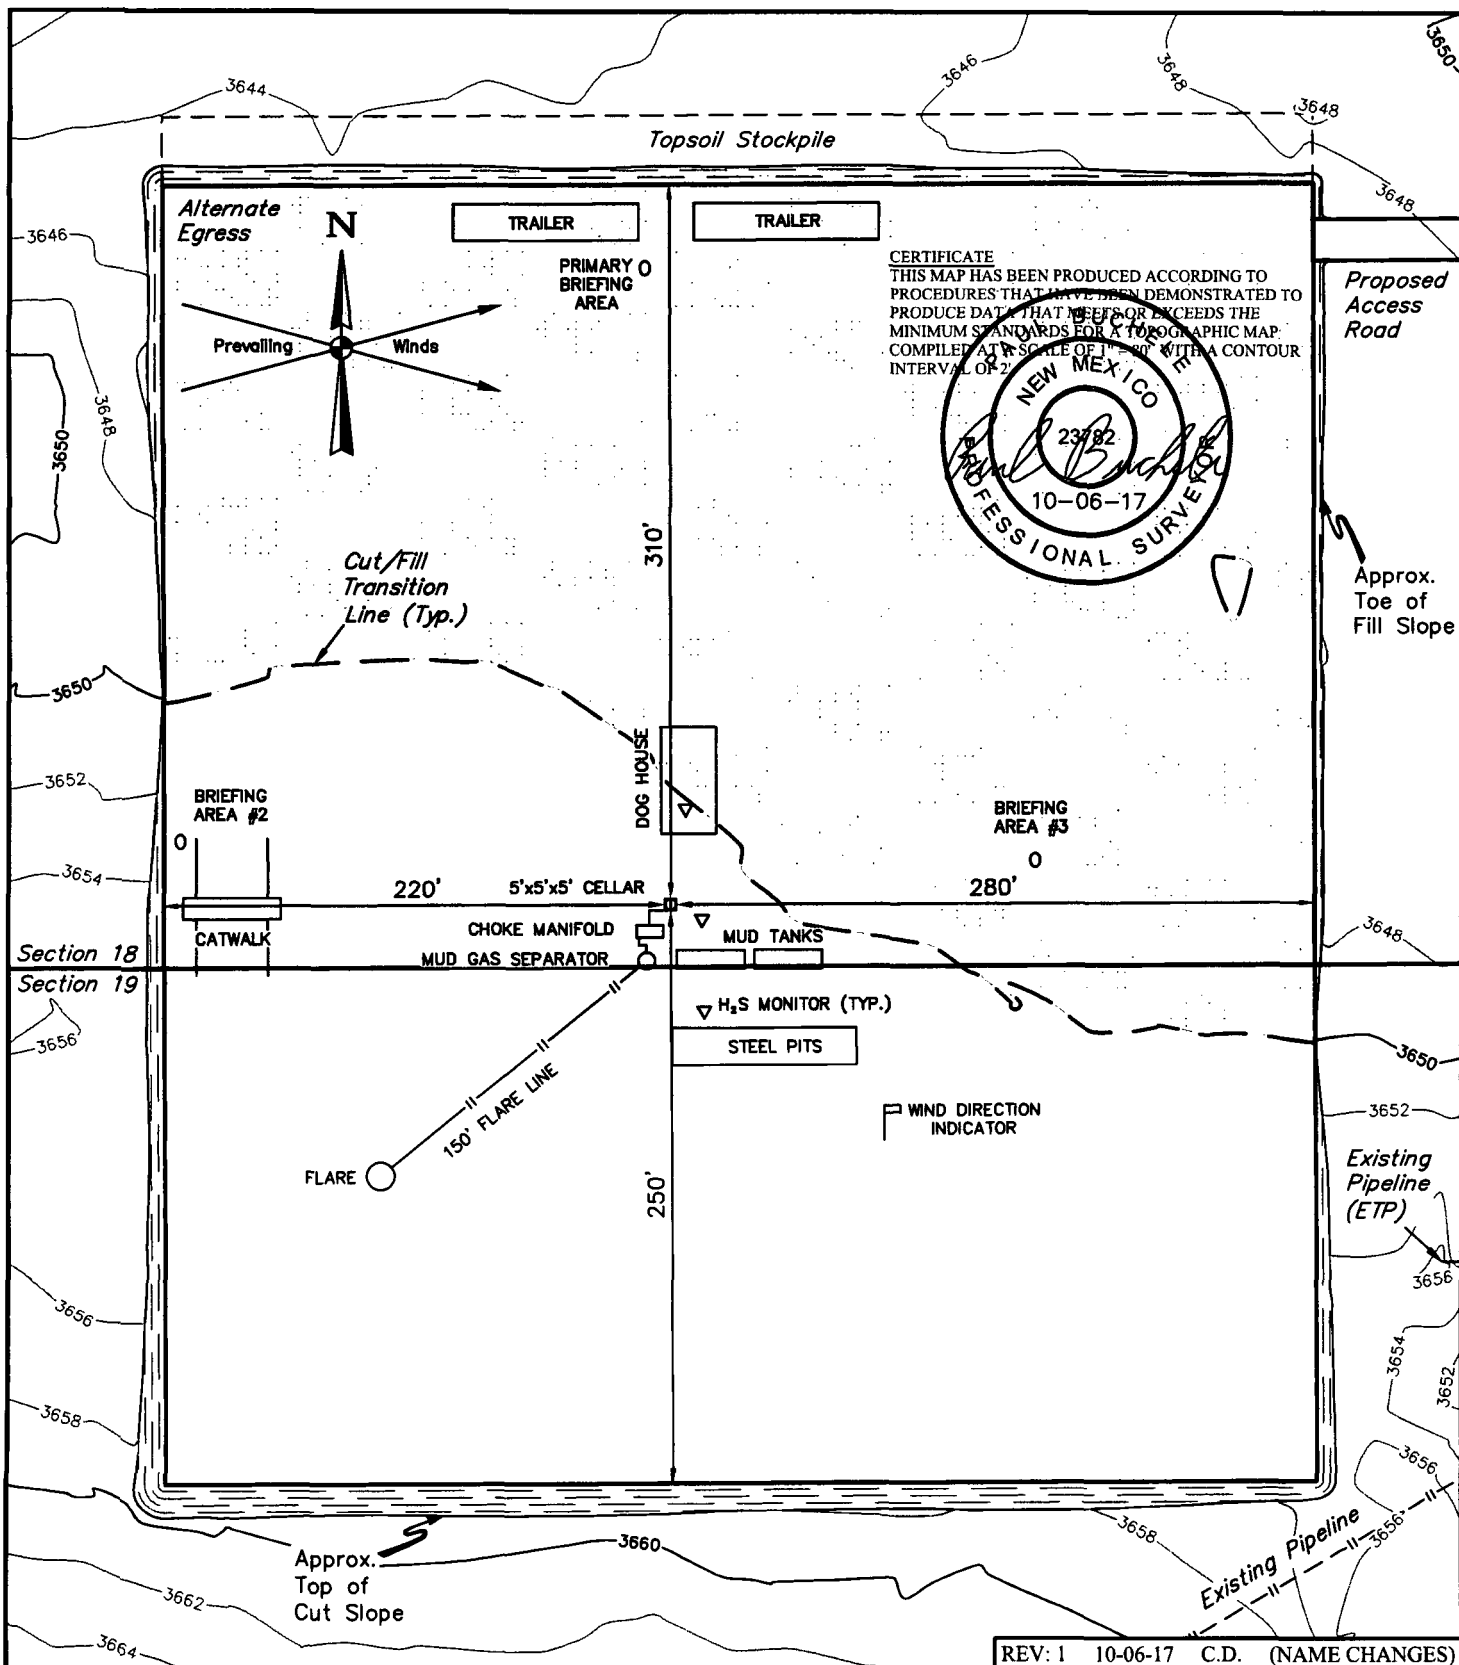 3644
3646
3648
3650
3648
Topsoil Stockpile
3648
Alternate
Egress
N
TRAILER
TRAILER
3646
PRIMARY
BRIEFING
AREA
O
CERTIFICATE
THIS MAP HAS BEEN PRODUCED ACCORDING TO
PROCEDURES THAT HAVE BEEN DEMONSTRATED TO
PRODUCE DATA THAT MEETS OR EXCEEDS THE
MINIMUM STANDARDS FOR A TOPOGRAPHIC MAP
COMPILED AT A SCALE OF 1" = 80' WITH A CONTOUR
INTERVAL OF 2'
Proposed
Access
Road
Prevailing
Winds
PAUL BUCHELE
NEW MEXICO
23782
Paul Buchele
10-06-17
PROFESSIONAL SURVEYOR
3648
3650
310'
Cut/Fill
Transition
Line (Typ.)
Approx.
Toe of
Fill Slope
3650
DOG HOUSE
3652
BRIEFING
AREA #2
O
BRIEFING
AREA #3
O
3654
220'
5'x5'x5' CELLAR
280'
CHOKE MANIFOLD
MUD TANKS
CATWALK
3648
Section 18
MUD GAS SEPARATOR
Section 19
H₂S MONITOR (TYP.)
3656
STEEL PITS
3650
150' FLARE LINE
WIND DIRECTION
INDICATOR
3652
FLARE
250'
Existing
Pipeline
(ETP)
3656
3656
3654
3652
3658
3656
3658
3656
3660
Existing Pipeline
Approx.
Top of
Cut Slope
3662
3664
REV: 1 10-06-17 C.D. (NAME CHANGES)